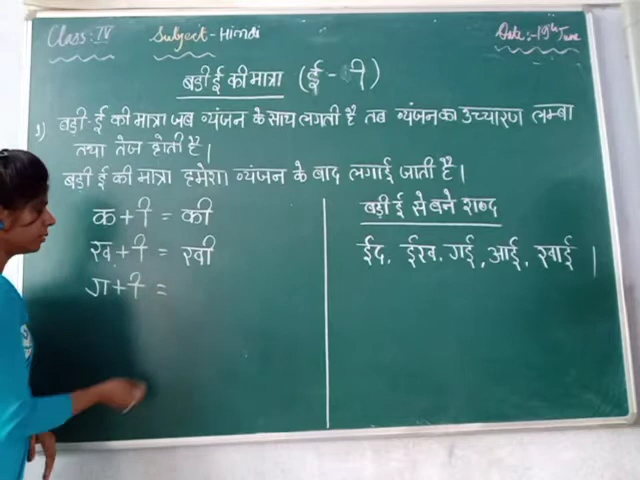 Class:- IV
Subject - Hindi
Date:- 19th June
बड़ी ई की मात्रा (ई - ी)
1) बड़ी - ई की मात्रा जब व्यंजन के साथ लगती है तब व्यंजन का उच्चारण लम्बा
तथा तेज होती है।
बड़ी ई की मात्रा हमेशा व्यंजन के बाद लगाई जाती है।
क + ी = की
ख + ी = खी
ग + ी =
बड़ी ई से बने शब्द
ईद, ईख, गई, आई, खाई ।